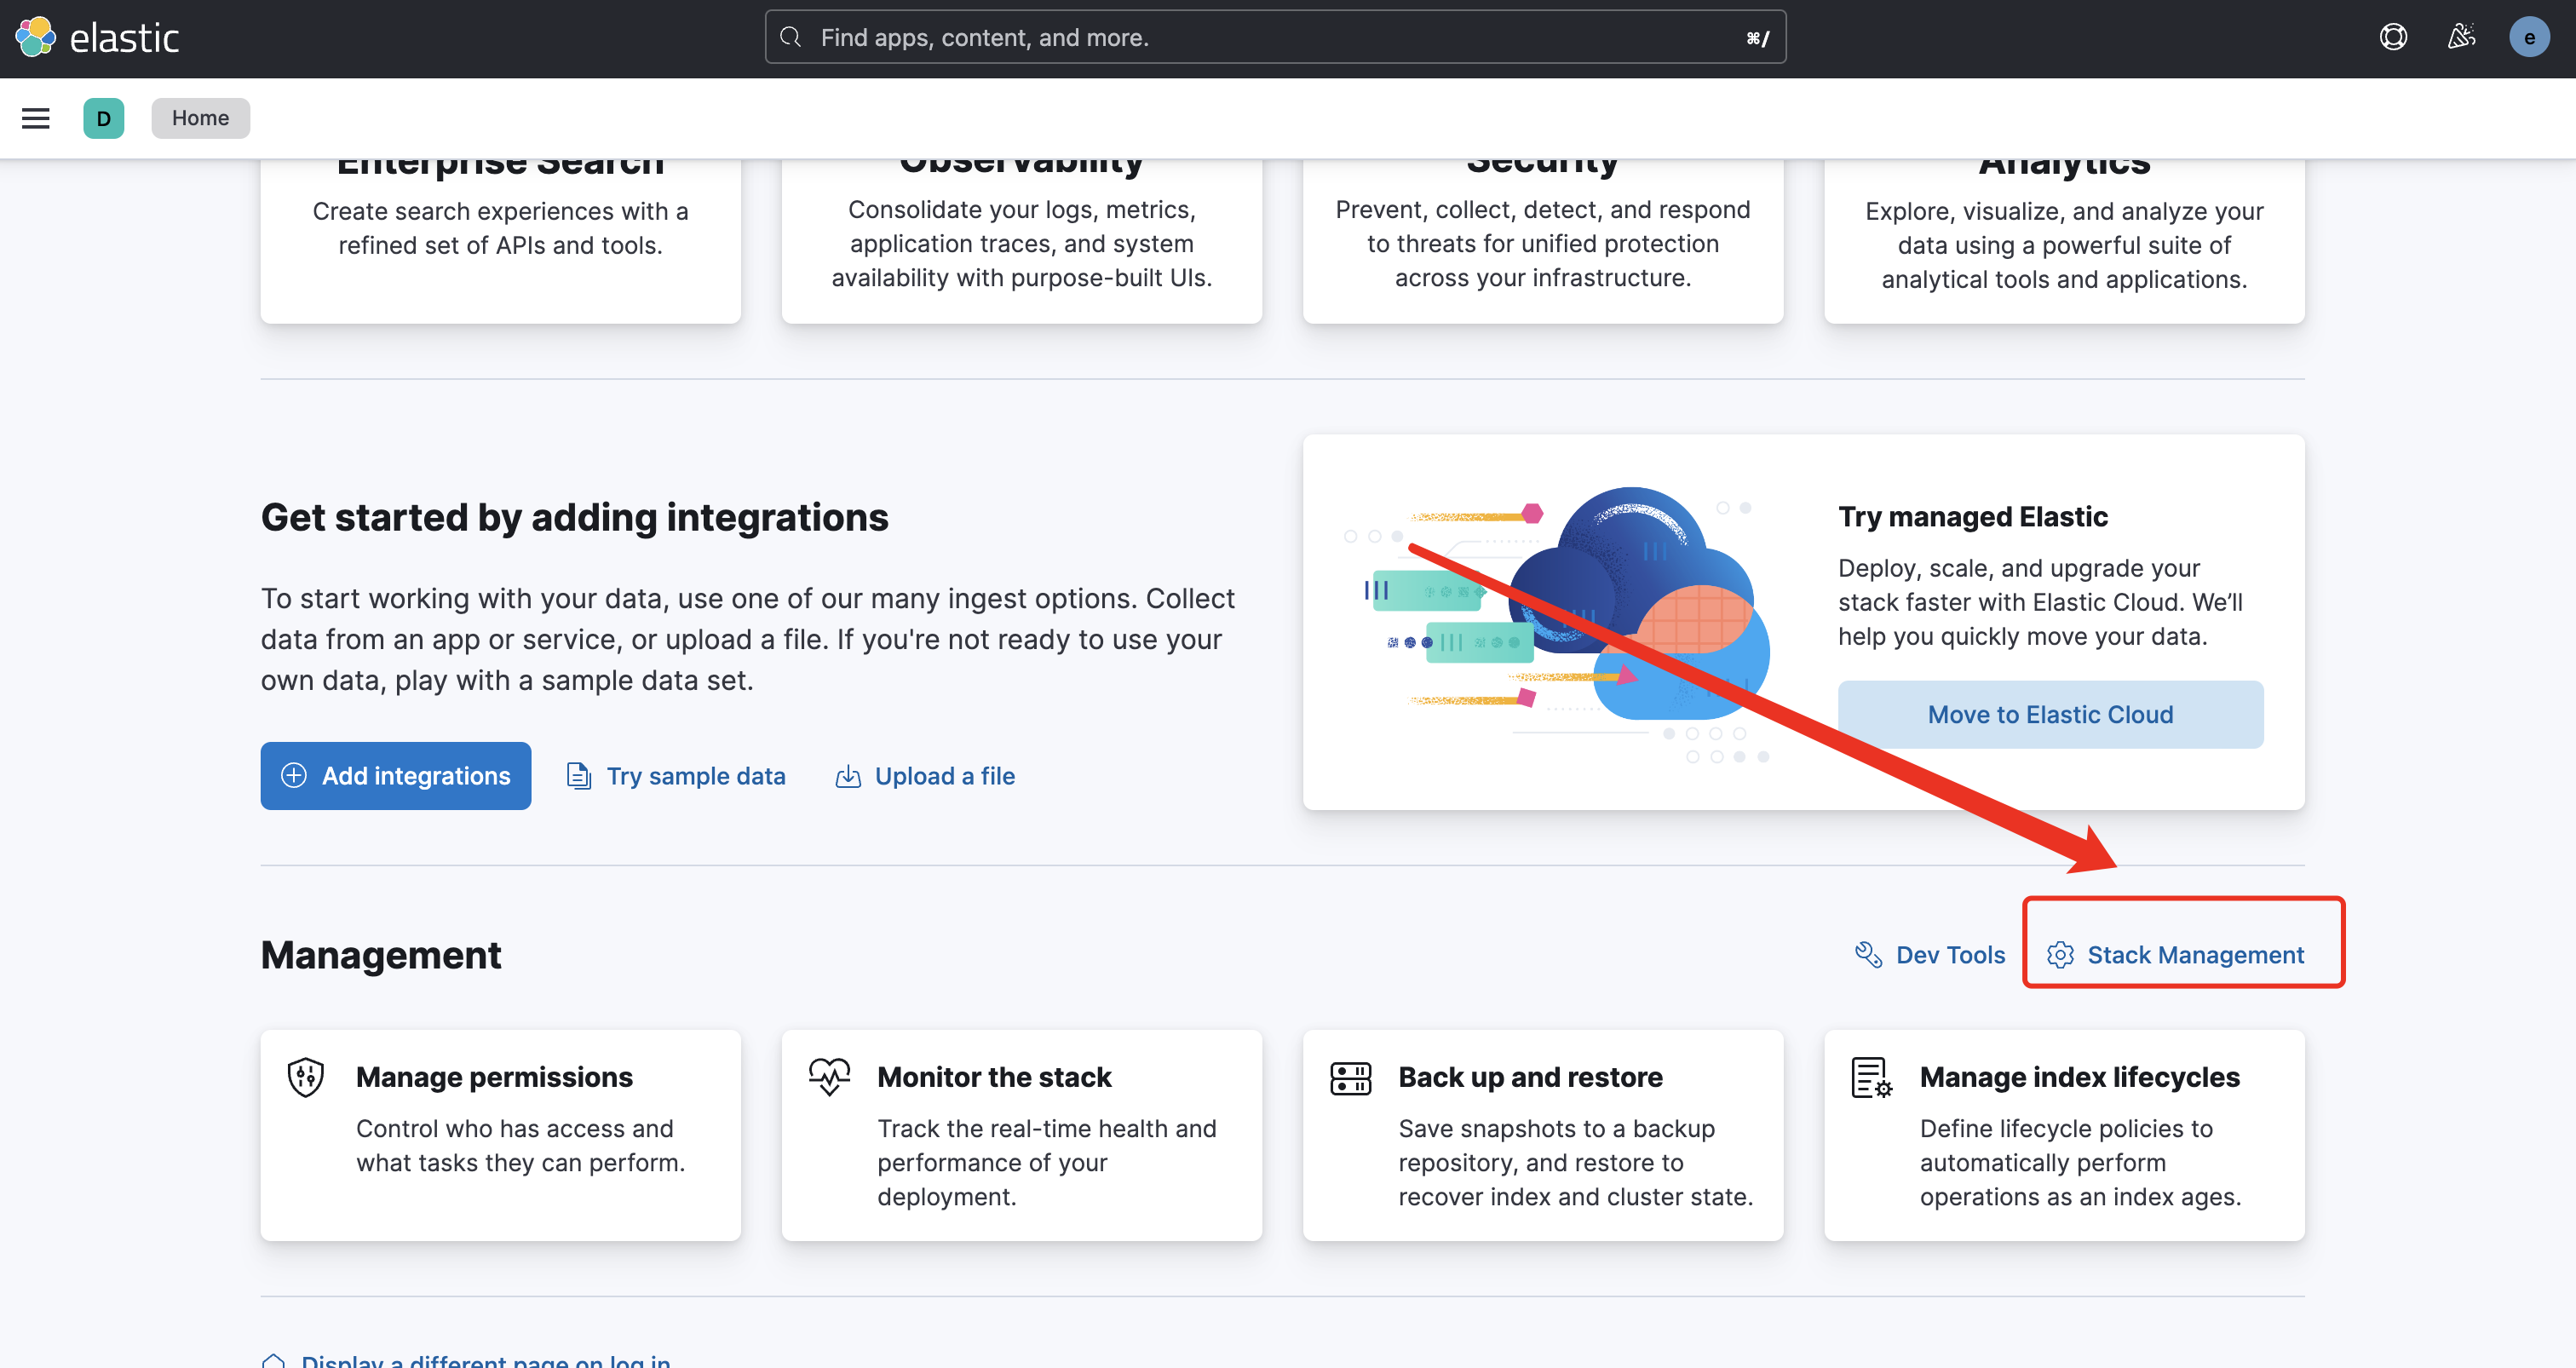 elastic
Find apps, content, and more.
⌘/
e
D
Home
Enterprise Search
Create search experiences with a
refined set of APIs and tools.
Observability
Consolidate your logs, metrics,
application traces, and system
availability with purpose-built UIs.
Security
Prevent, collect, detect, and respond
to threats for unified protection
across your infrastructure.
Analytics
Explore, visualize, and analyze your
data using a powerful suite of
analytical tools and applications.
Get started by adding integrations
To start working with your data, use one of our many ingest options. Collect
data from an app or service, or upload a file. If you're not ready to use your
own data, play with a sample data set.
Add integrations
Try sample data
Upload a file
Try managed Elastic
Deploy, scale, and upgrade your
stack faster with Elastic Cloud. We’ll
help you quickly move your data.
Move to Elastic Cloud
Management
Dev Tools
Stack Management
Manage permissions
Control who has access and
what tasks they can perform.
Monitor the stack
Track the real-time health and
performance of your
deployment.
Back up and restore
Save snapshots to a backup
repository, and restore to
recover index and cluster state.
Manage index lifecycles
Define lifecycle policies to
automatically perform
operations as an index ages.
Display a different page on log in